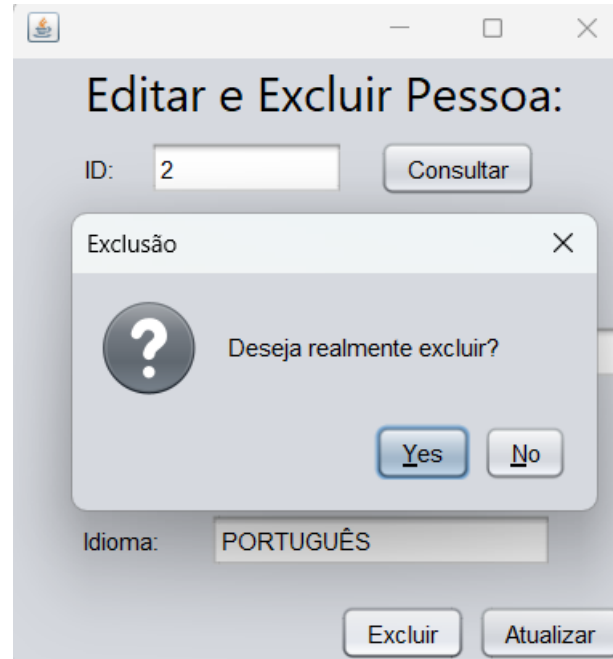 Editar e Excluir Pessoa:
ID: 2 Consultar
Exclusão
Deseja realmente excluir?
Yes No
Idioma: PORTUGUÊS
Excluir Atualizar